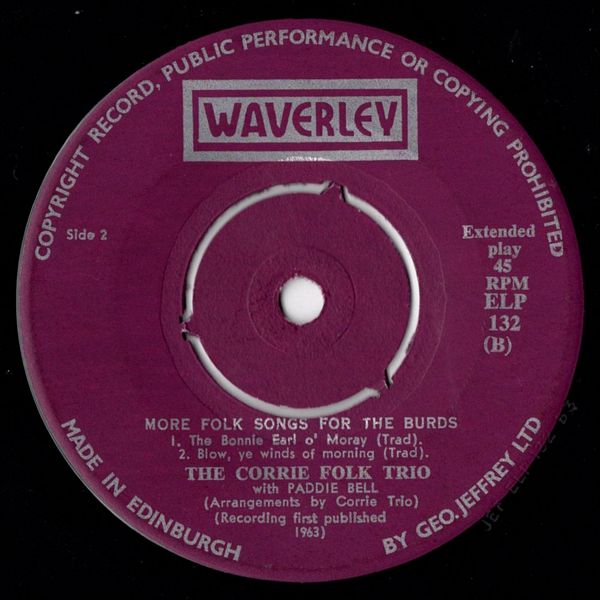 COPYRIGHT RECORD, PUBLIC PERFORMANCE OR COPYING PROHIBITED
WAVERLEY
Side 2
Extended
play
45
RPM
ELP
132
(B)
MORE FOLK SONGS FOR THE BURDS
1. The Bonnie Earl o' Moray (Trad).
2. Blow, ye winds of morning (Trad).
THE CORRIE FOLK TRIO
with PADDIE BELL
(Arrangements by Corrie Trio)
(Recording first published
1963)
MADE IN EDINBURGH
BY GEO. JEFFREY LTD